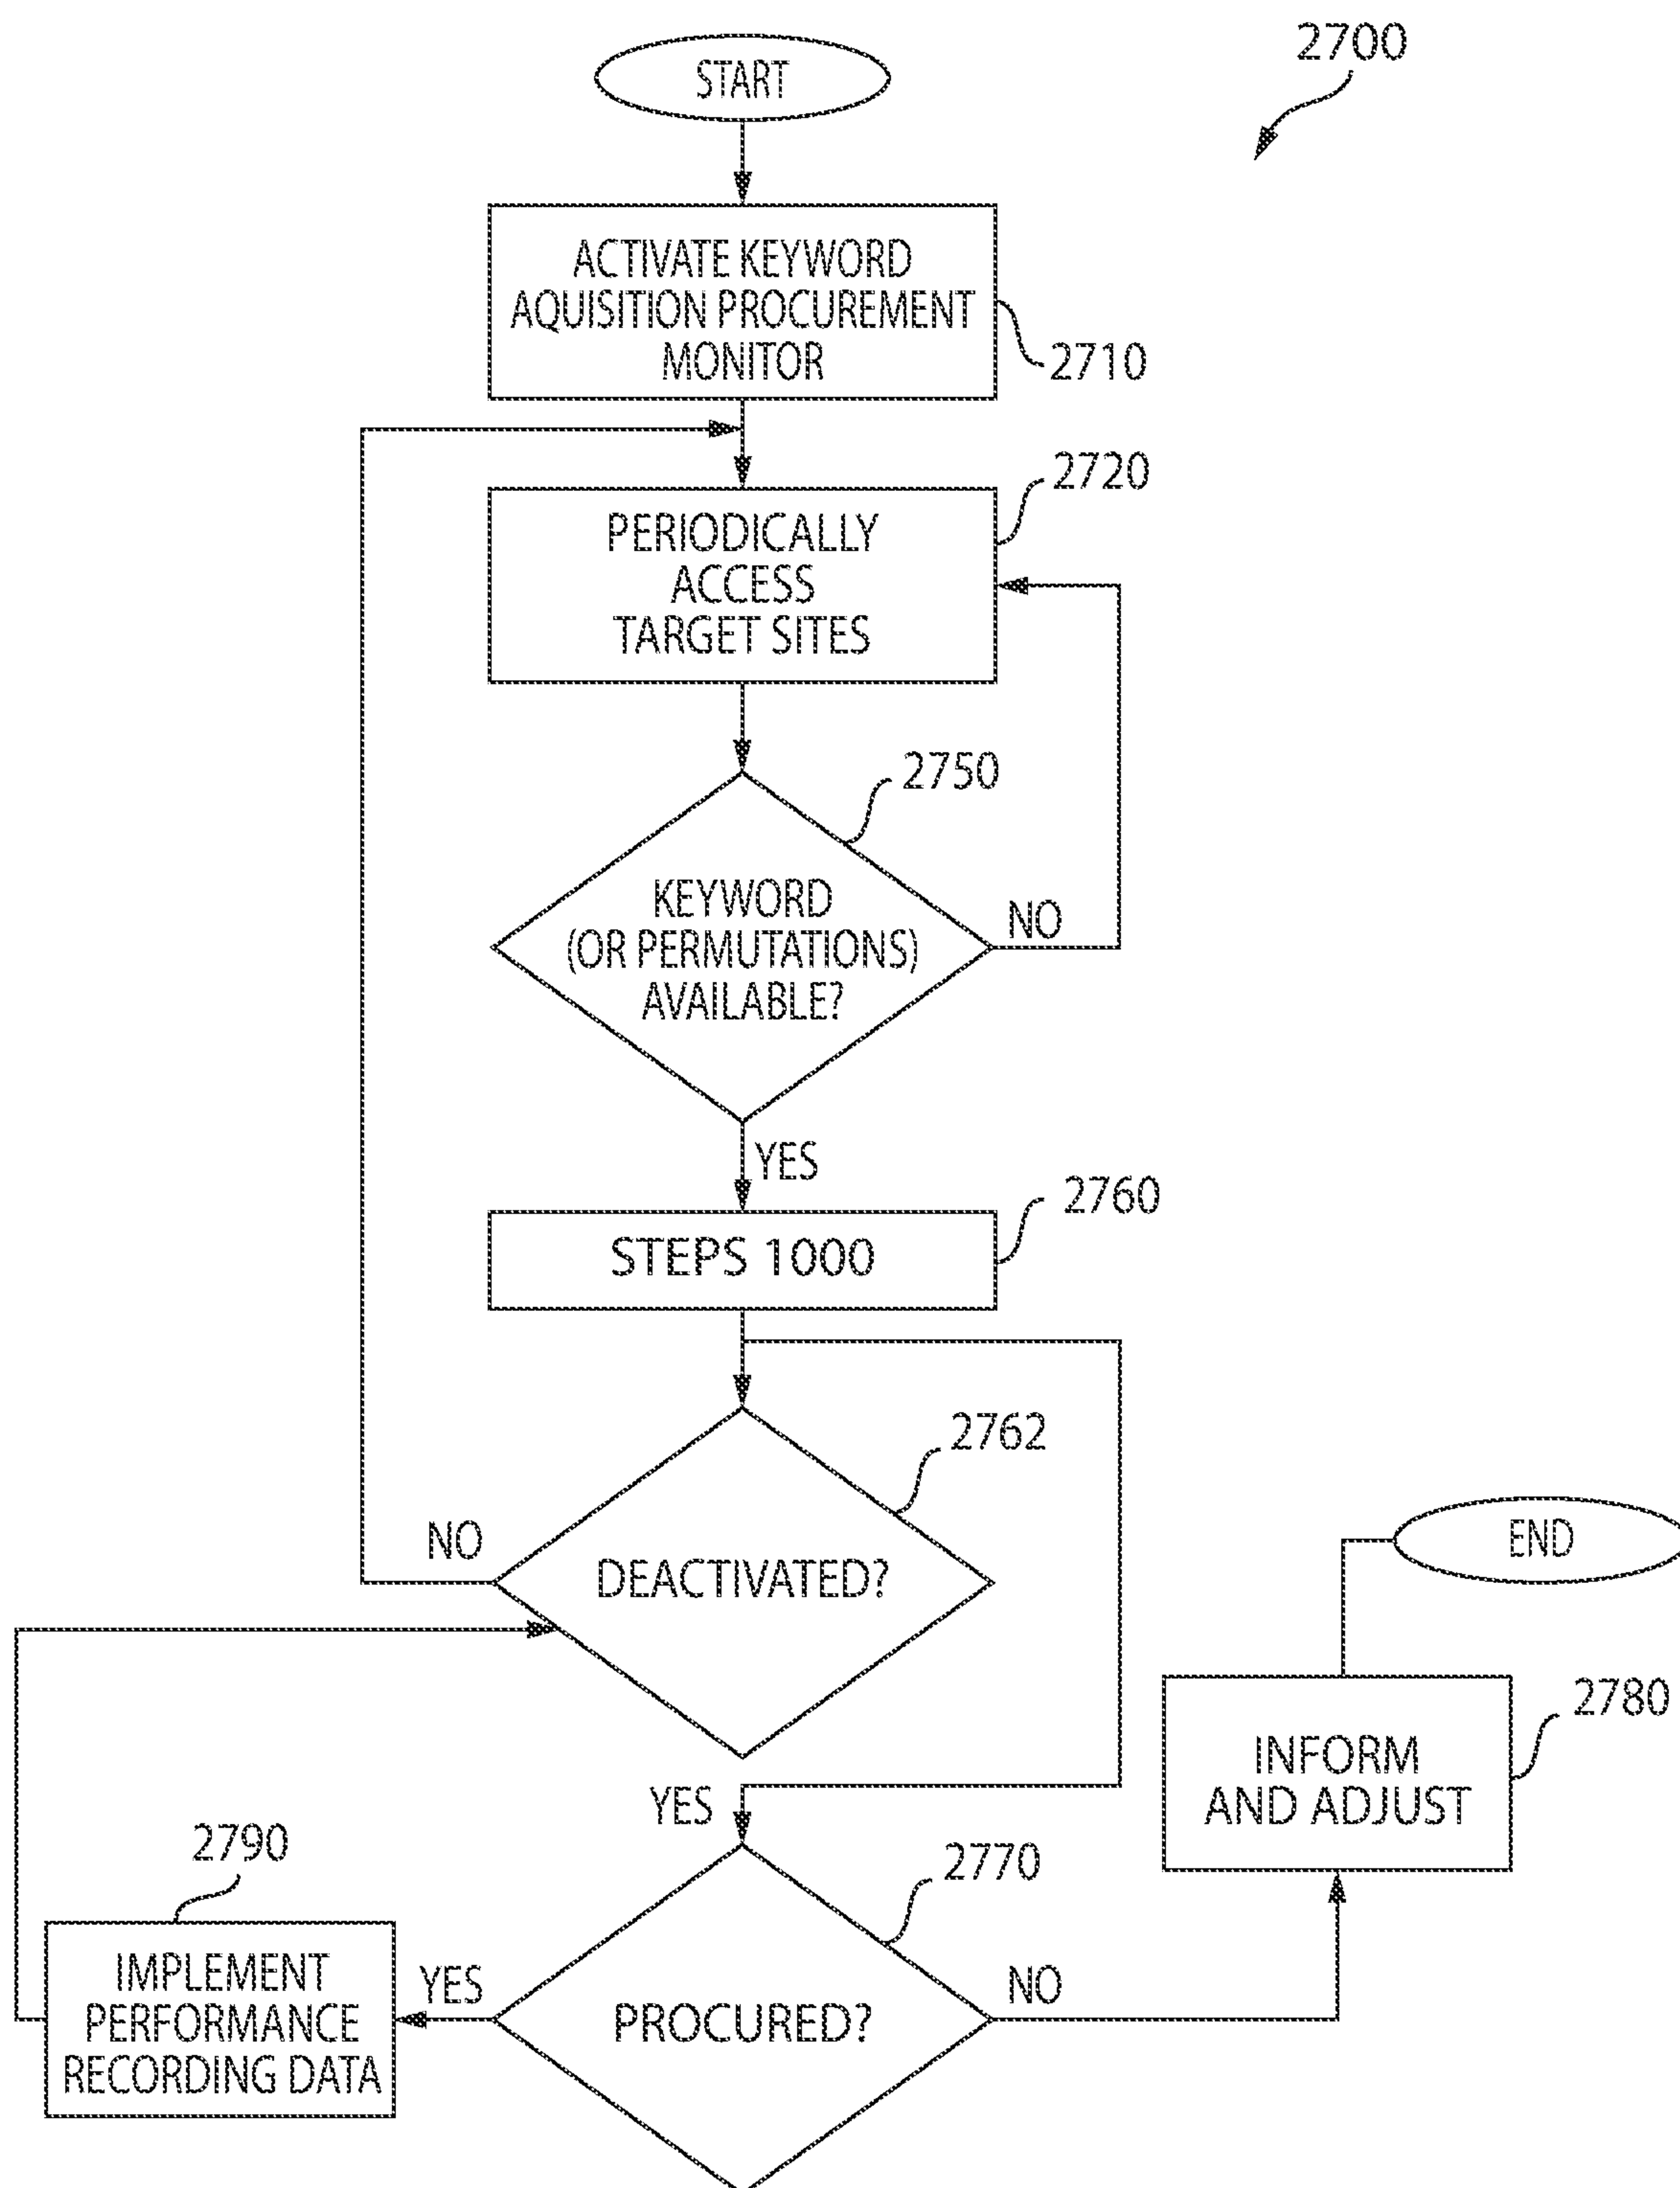 2700
START
ACTIVATE KEYWORD
AQUISITION PROCUREMENT
MONITOR
2710
2720
PERIODICALLY
ACCESS
TARGET SITES
2750
KEYWORD
(OR PERMUTATIONS)
AVAILABLE?
NO
YES
2760
STEPS 1000
2762
NO
DEACTIVATED?
END
2780
INFORM
AND ADJUST
YES
2790
2770
IMPLEMENT
PERFORMANCE
RECORDING DATA
YES
PROCURED?
NO